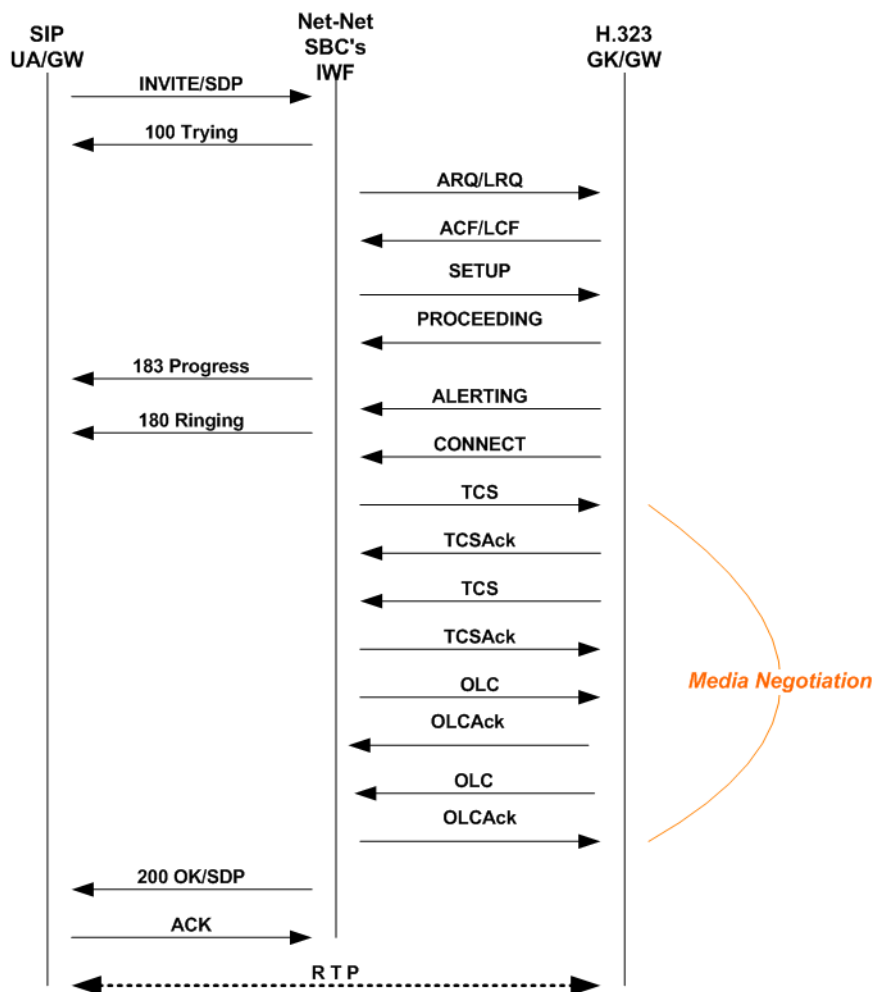 SIP
UA/GW
Net-Net
SBC's
IWF
H.323
GK/GW
INVITE/SDP
100 Trying
ARQ/LRQ
ACF/LCF
SETUP
PROCEEDING
183 Progress
ALERTING
180 Ringing
CONNECT
TCS
TCSAck
TCS
TCSAck
OLC
Media Negotiation
OLCAck
OLC
OLCAck
200 OK/SDP
ACK
R T P